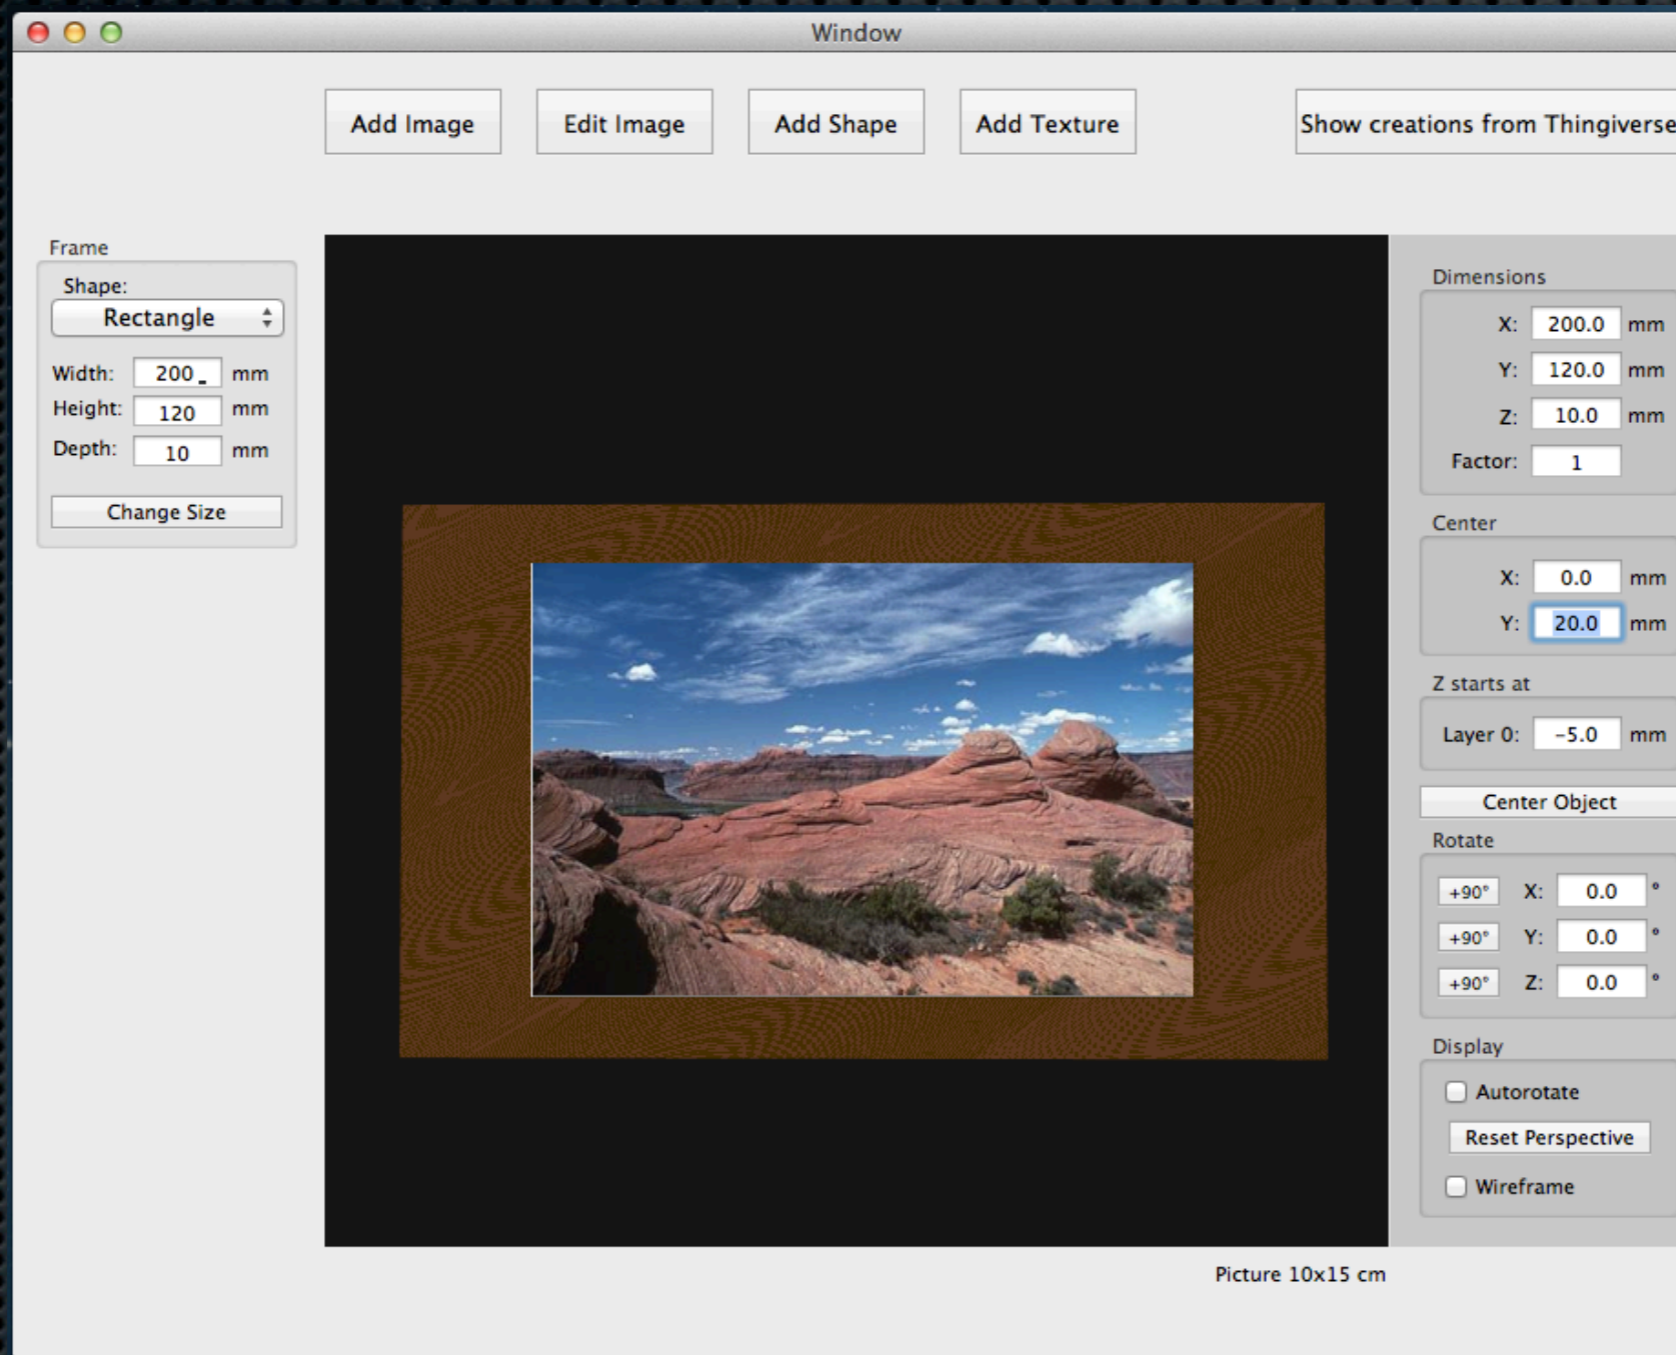 Window
Add Image Edit Image Add Shape Add Texture Show creations from Thingiverse
Frame
Shape:
Rectangle
Width: 200 mm
Height: 120 mm
Depth: 10 mm
Change Size
Dimensions
X: 200.0 mm
Y: 120.0 mm
Z: 10.0 mm
Factor: 1
Center
X: 0.0 mm
Y: 20.0 mm
Z starts at
Layer 0: -5.0 mm
Center Object
Rotate
+90° X: 0.0 °
+90° Y: 0.0 °
+90° Z: 0.0 °
Display
Autorotate
Reset Perspective
Wireframe
Picture 10x15 cm